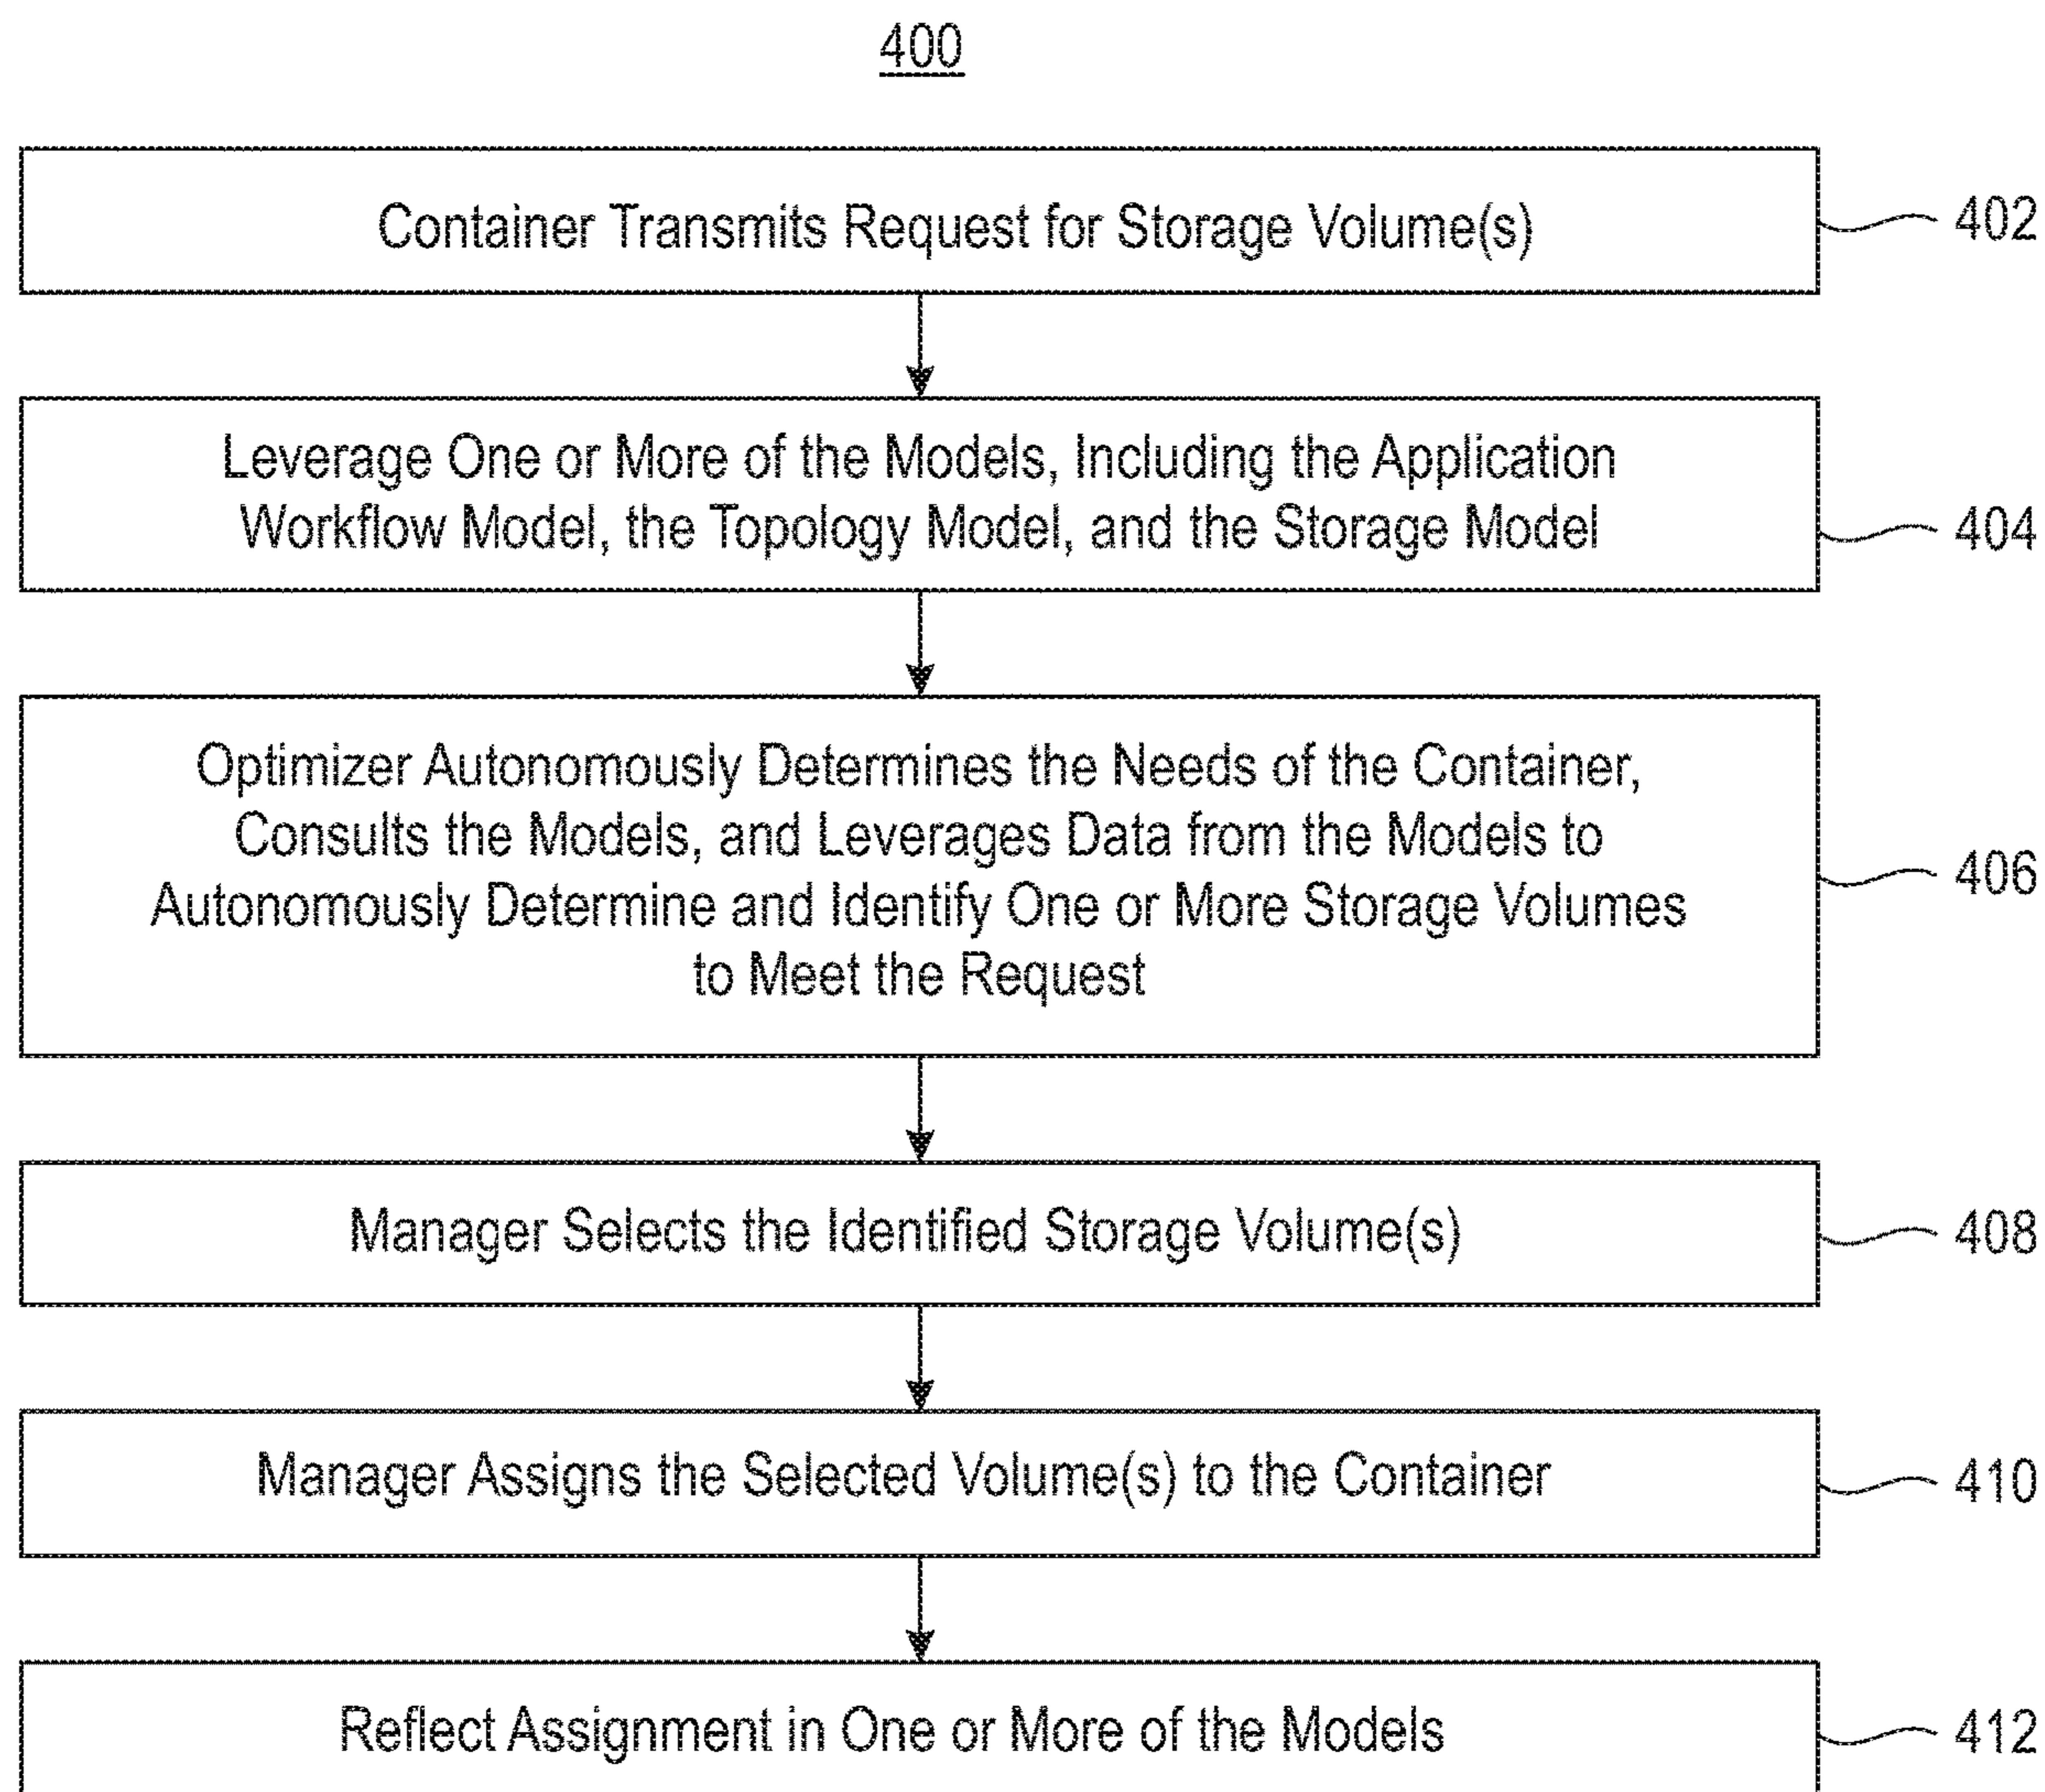 400
Container Transmits Request for Storage Volume(s)
402
Leverage One or More of the Models, Including the Application
Workflow Model, the Topology Model, and the Storage Model
404
Optimizer Autonomously Determines the Needs of the Container,
Consults the Models, and Leverages Data from the Models to
Autonomously Determine and Identify One or More Storage Volumes
to Meet the Request
406
Manager Selects the Identified Storage Volume(s)
408
Manager Assigns the Selected Volume(s) to the Container
410
Reflect Assignment in One or More of the Models
412